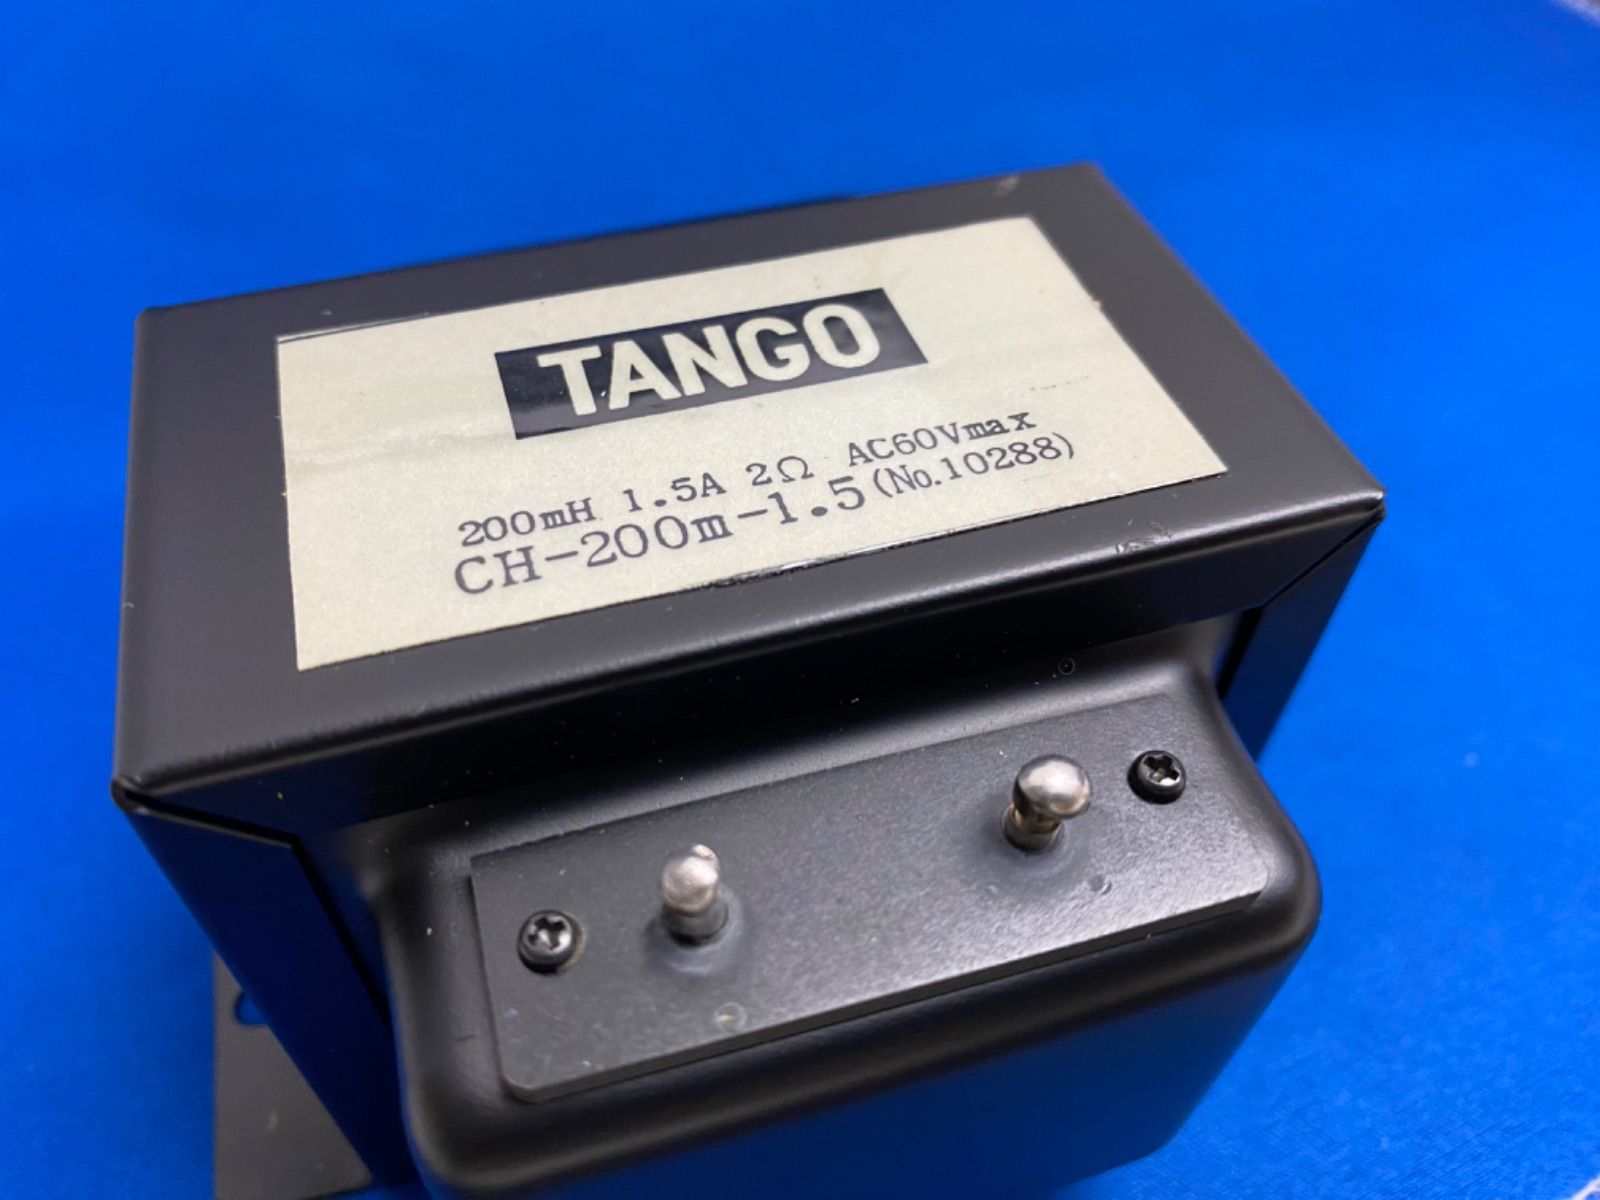 TANGO
200mH 1.5A 2Ω AC60Vmax
CH-200m-1.5(No.10288)